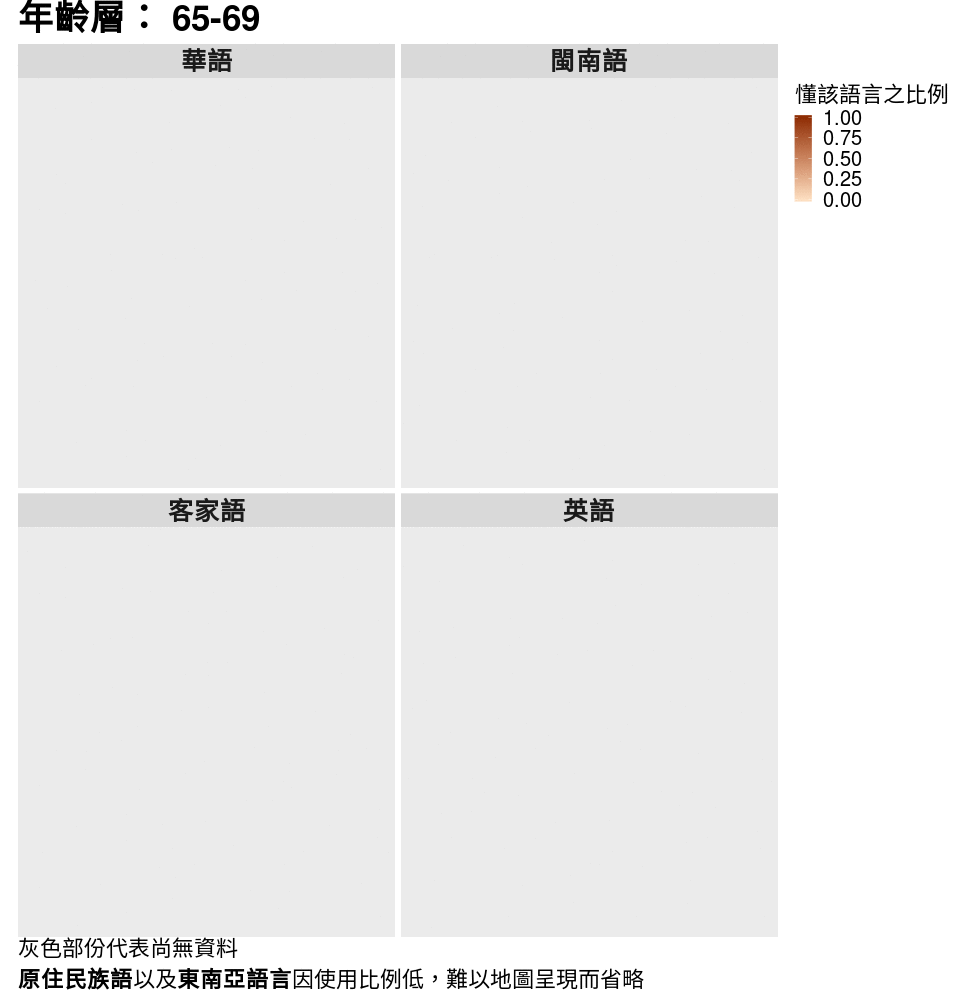 年齡層： 65-69
華語
閩南語
懂該語言之比例
1.00
0.75
0.50
0.25
0.00
客家語
英語
灰色部份代表尚無資料
原住民族語以及東南亞語言因使用比例低，難以地圖呈現而省略